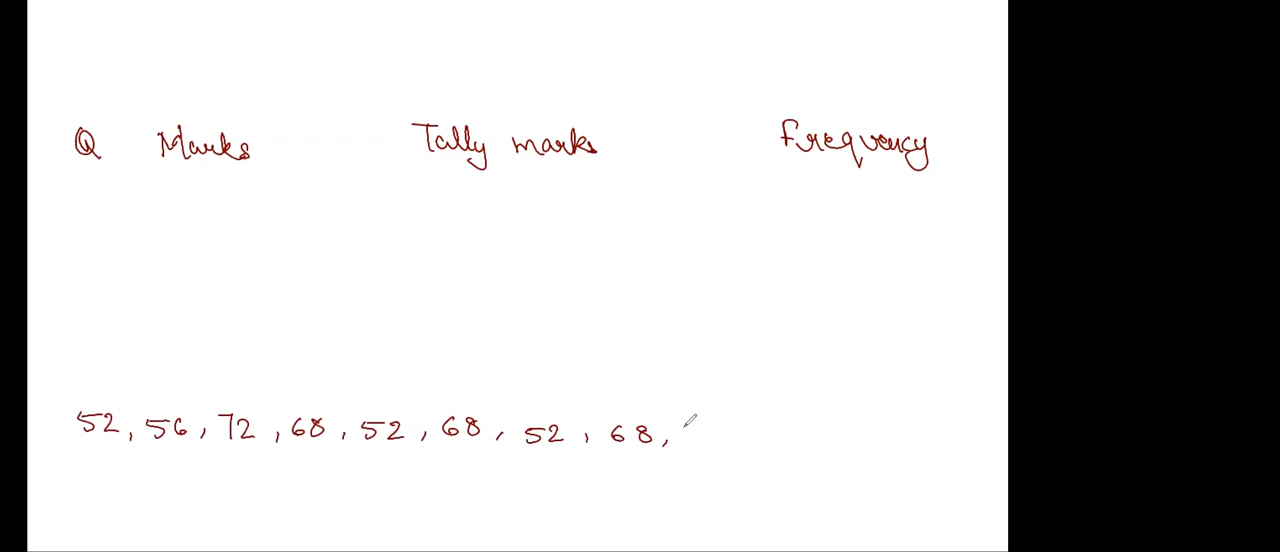 Q Marks Tally marks frequency
52, 56, 72, 68, 52, 68, 52, 68,